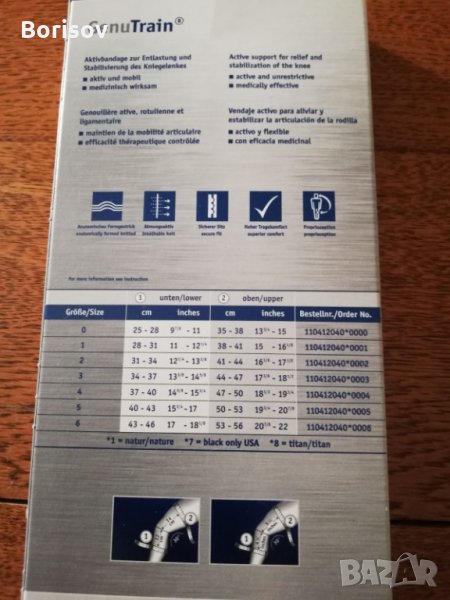 Borisov
GenuTrain®
Aktivbandage zur Entlastung und
Stabilisierung des Kniegelenkes
■ aktiv und mobil
■ medizinisch wirksam
Active support for relief and
stabilization of the knee
■ active and unrestrictive
■ medically effective
Genouillère ative, rotulienne et
ligamentaire
■ maintien de la mobilité articulaire
■ efficacité thérapeutique contrôlée
Vendaje activo para aliviar y
estabilizar la articulación de la rodilla
■ activo y flexible
■ con eficacia medicinal
Anatomisches Formgestrick
anatomically formed knitted
Atmungsaktiv
breathable knit
Sicherer Sitz
secure fit
Hoher Tragekomfort
superior comfort
Propriozeption
proprioception
For more information see instruction
1 unten/lower 2 oben/upper
Größe/Size cm inches cm inches Bestellnr./Order No.
0 25 - 28 9 7/8 - 11 35 - 38 13 3/4 - 15 110412040*0000
1 28 - 31 11 - 12 1/4 38 - 41 15 - 16 1/8 110412040*0001
2 31 - 34 12 1/4 - 13 3/8 41 - 44 16 1/8 - 17 3/8 110412040*0002
3 34 - 37 13 3/8 - 14 5/8 44 - 47 17 3/8 - 18 1/2 110412040*0003
4 37 - 40 14 5/8 - 15 3/4 47 - 50 18 1/2 - 19 3/4 110412040*0004
5 40 - 43 15 3/4 - 17 50 - 53 19 3/4 - 20 7/8 110412040*0005
6 43 - 46 17 - 18 1/8 53 - 56 20 7/8 - 22 110412040*0006
*1 = natur/nature *7 = black only USA *8 = titan/titan
1 2
1 2
BAZAR